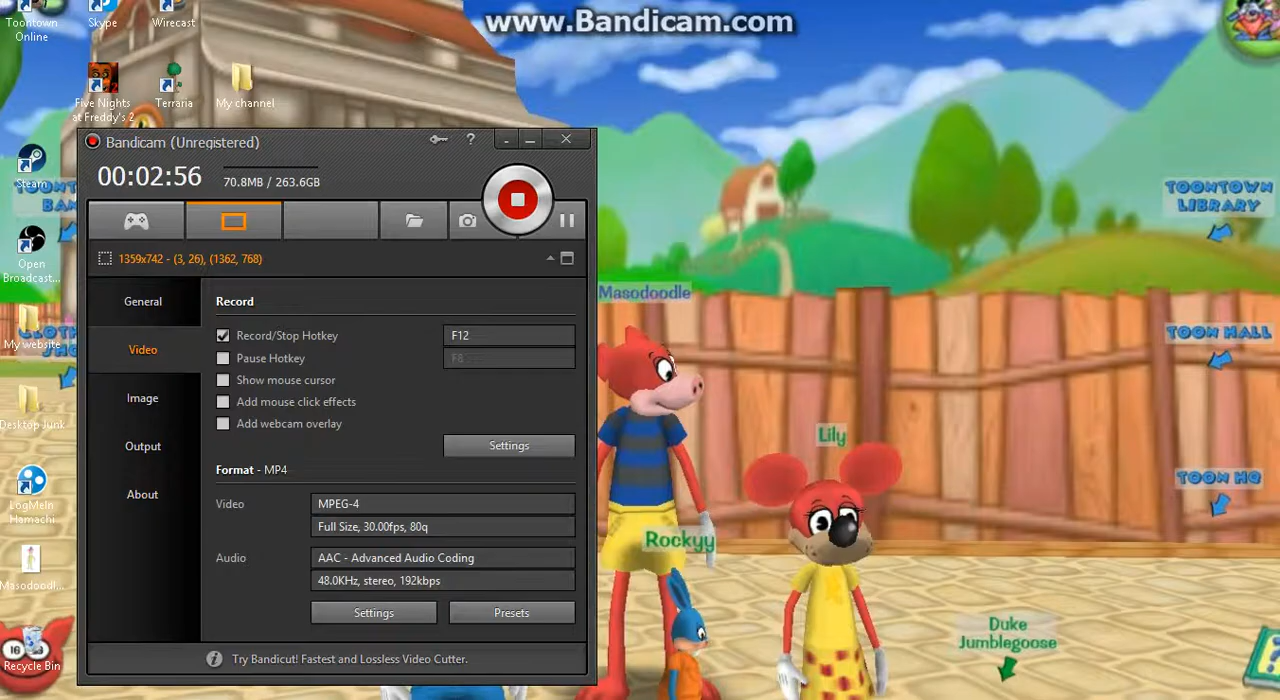 www.Bandicam.com
Toontown
Online
Skype
Wirecast
Five Nights
at Freddy's 2
Terraria
My channel
Bandicam (Unregistered)
?
00:02:56
70.8MB / 263.6GB
1359x742 - (3, 26), (1362, 768)
General
Video
Image
Output
About
Record
Record/Stop Hotkey
F12
Pause Hotkey
F8
Show mouse cursor
Add mouse click effects
Add webcam overlay
Settings
Format - MP4
Video
MPEG-4
Full Size, 30.00fps, 80q
Audio
AAC - Advanced Audio Coding
48.0KHz, stereo, 192kbps
Settings
Presets
Try Bandicut! Fastest and Lossless Video Cutter.
Steam
Open
Broadcast...
My website
Desktop Junk
LogMeIn
Hamachi
Masodoodl...
16
Recycle Bin
Masodoodle
Lily
Rockyy
Duke
Jumblegoose
TOONTOWN
LIBRARY
TOON HALL
TOON HQ
?